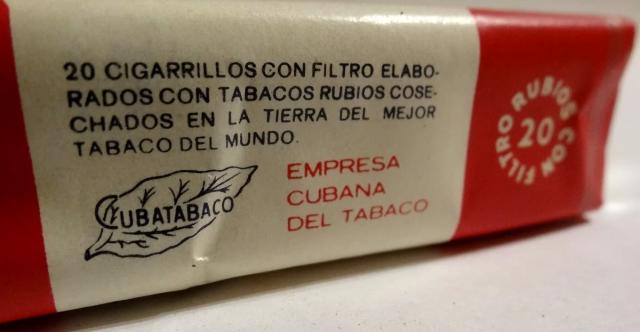 20 CIGARRILLOS CON FILTRO ELABO-
RADOS CON TABACOS RUBIOS COSE-
CHADOS EN LA TIERRA DEL MEJOR
TABACO DEL MUNDO.
CUBATABACO
EMPRESA
CUBANA
DEL TABACO
RUBIOS CON FILTRO
20